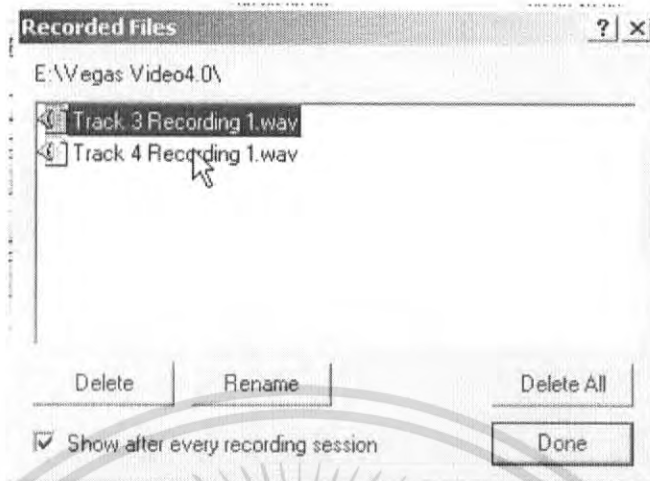 Recorded Files
E:\Vegas Video4.0\
Track 3 Recording 1.wav
Track 4 Recording 1.wav
Delete Rename Delete All
Show after every recording session Done